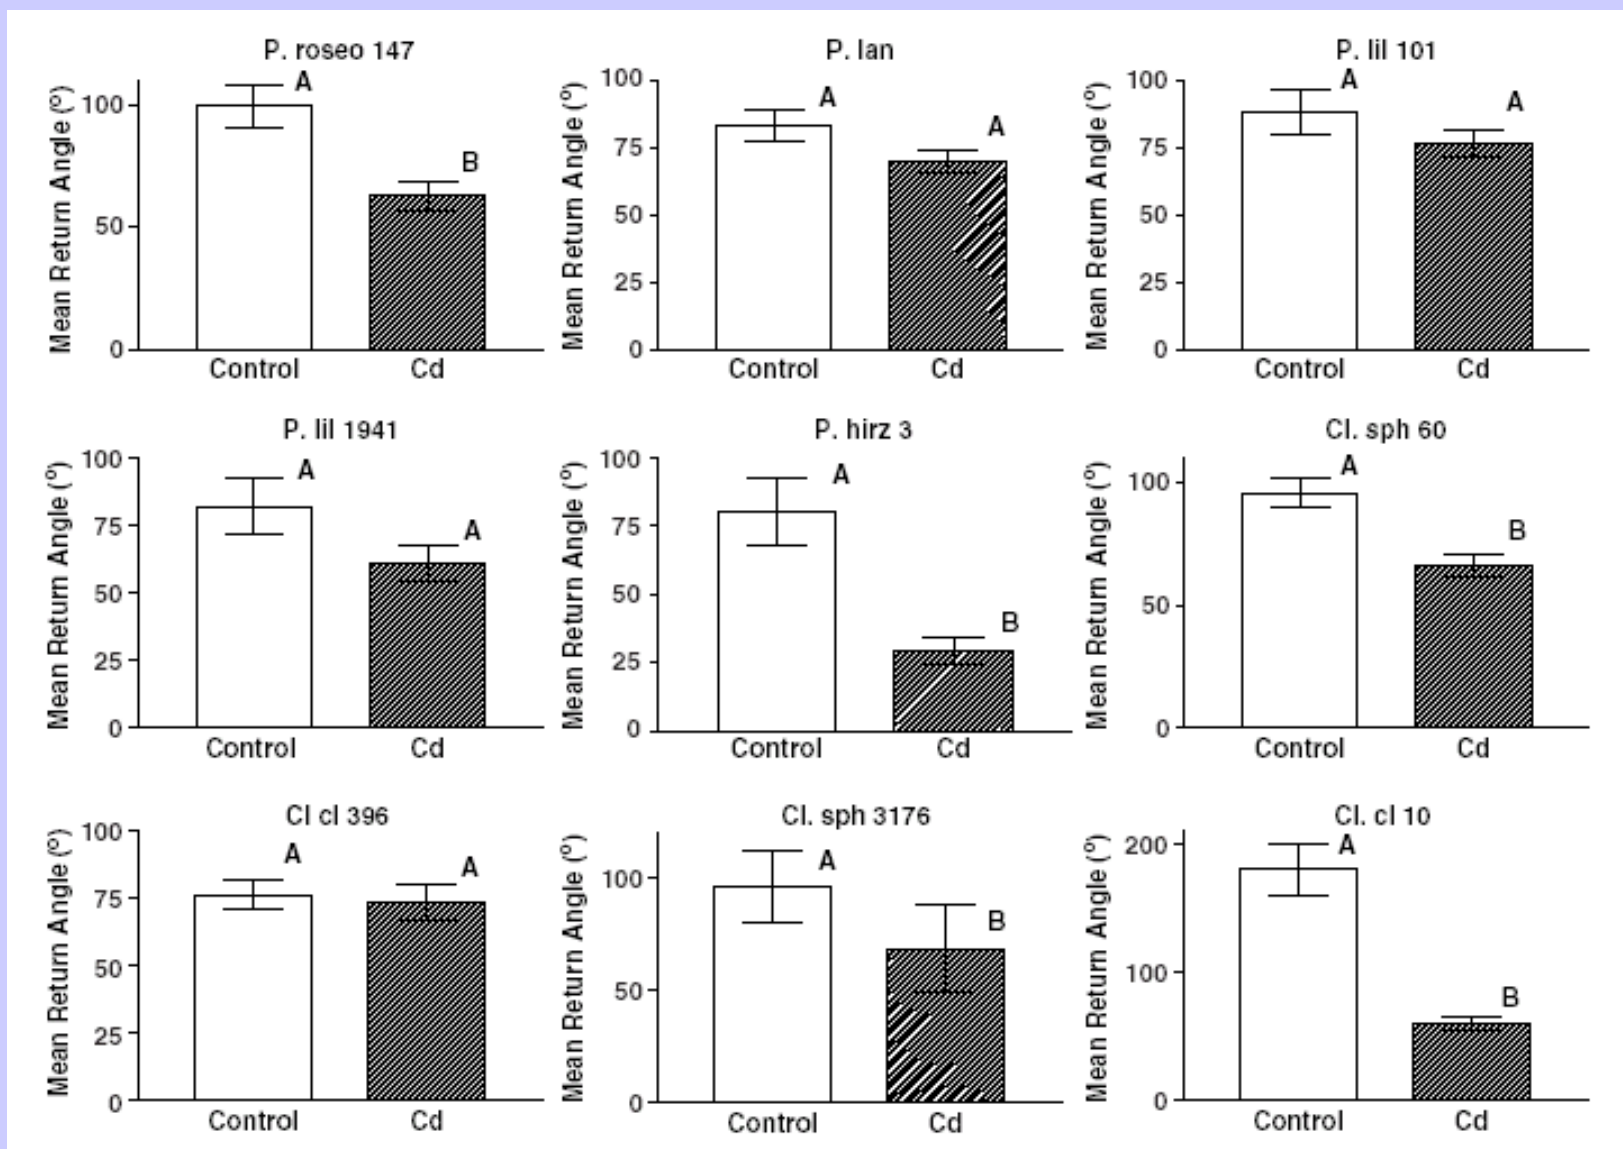 P. roseo 147
Mean Return Angle (°)
100
50
0
A
B
Control
Cd
P. lan
Mean Return Angle (°)
100
75
50
25
0
A
A
Control
Cd
P. lil 101
Mean Return Angle (°)
100
75
50
25
0
A
A
Control
Cd
P. lil 1941
Mean Return Angle (°)
100
75
50
25
0
A
A
Control
Cd
P. hirz 3
Mean Return Angle (°)
100
75
50
25
0
A
B
Control
Cd
Cl. sph 60
Mean Return Angle (°)
100
50
0
A
B
Control
Cd
Cl cl 396
Mean Return Angle (°)
100
75
50
25
0
A
A
Control
Cd
Cl. sph 3176
Mean Return Angle (°)
100
50
0
A
B
Control
Cd
Cl. cl 10
Mean Return Angle (°)
200
100
0
A
B
Control
Cd